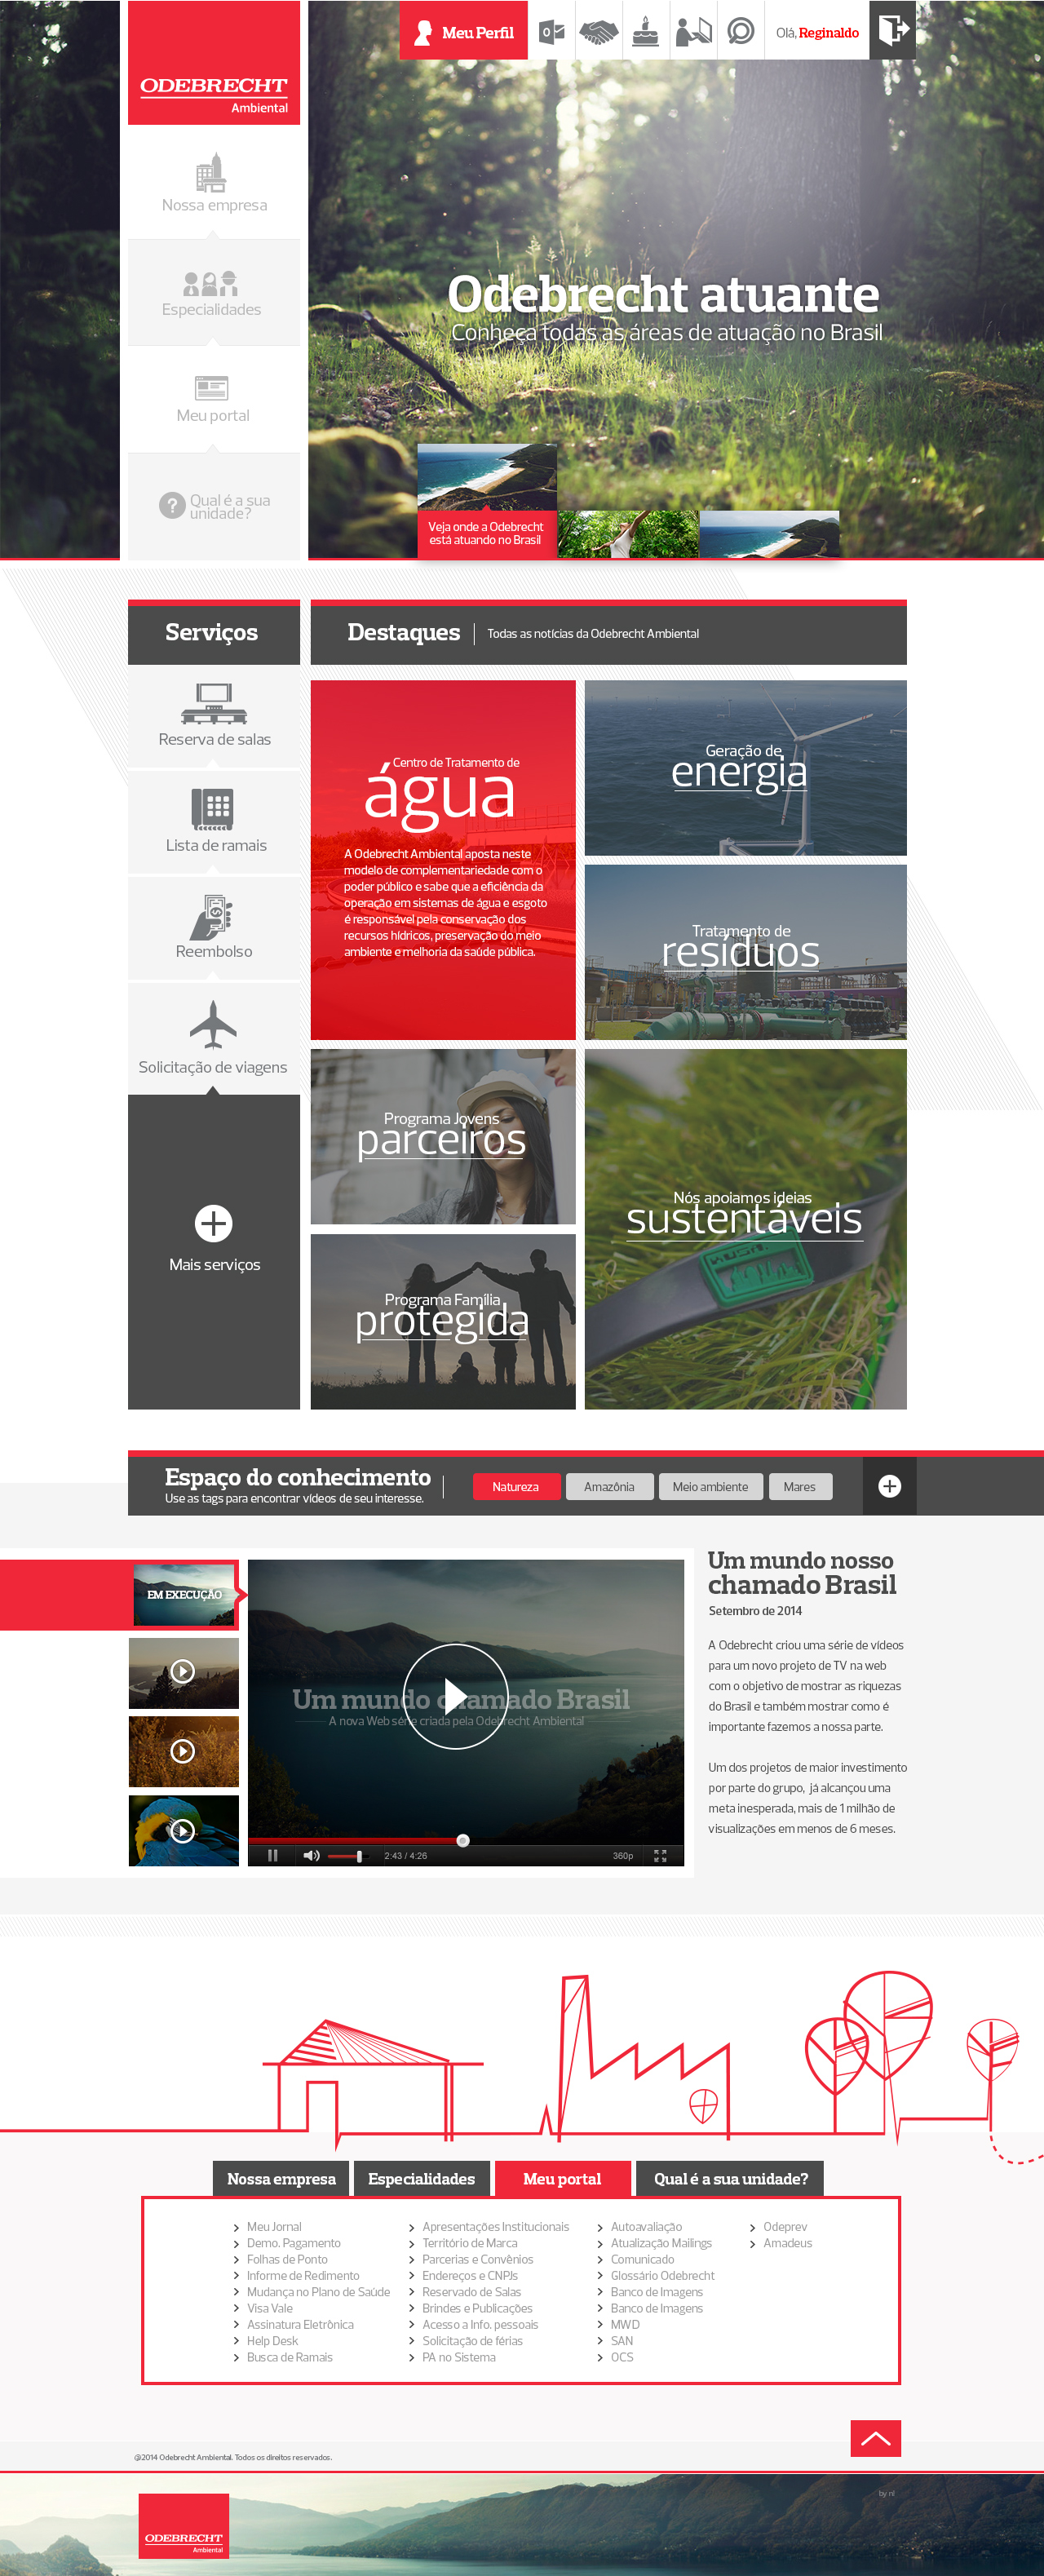 ODEBRECHT
Ambiental
Meu Perfil
Olá, Reginaldo
Nossa empresa
Especialidades
Meu portal
Qual é a sua
unidade?
Odebrecht atuante
Conheça todas as áreas de atuação no Brasil
Veja onde a Odebrecht
está atuando no Brasil
Serviços
Reserva de salas
Lista de ramais
Reembolso
Solicitação de viagens
Mais serviços
Destaques
Todas as notícias da Odebrecht Ambiental
Centro de Tratamento de
água
A Odebrecht Ambiental aposta neste
modelo de complementariedade com o
poder público e sabe que a eficiência da
operação em sistemas de água e esgoto
é responsável pela conservação dos
recursos hídricos, preservação do meio
ambiente e melhoria da saúde pública.
Geração de
energia
Tratamento de
resíduos
Programa Jovens
parceiros
Nós apoiamos ideias
sustentáveis
Programa Família
protegida
Espaço do conhecimento
Use as tags para encontrar vídeos de seu interesse.
Natureza
Amazônia
Meio ambiente
Mares
EM EXECUÇÃO
Um mundo chamado Brasil
A nova Web série criada pela Odebrecht Ambiental
2:43 / 4:26
360p
Um mundo nosso
chamado Brasil
Setembro de 2014
A Odebrecht criou uma série de vídeos
para um novo projeto de TV na web
com o objetivo de mostrar as riquezas
do Brasil e também mostrar como é
importante fazemos a nossa parte.
Um dos projetos de maior investimento
por parte do grupo, já alcançou uma
meta inesperada, mais de 1 milhão de
visualizações em menos de 6 meses.
Nossa empresa
Especialidades
Meu portal
Qual é a sua unidade?
Meu Jornal
Demo. Pagamento
Folhas de Ponto
Informe de Redimento
Mudança no Plano de Saúde
Visa Vale
Assinatura Eletrônica
Help Desk
Busca de Ramais
Apresentações Institucionais
Território de Marca
Parcerias e Convênios
Endereços e CNPJs
Reservado de Salas
Brindes e Publicações
Acesso a Info. pessoais
Solicitação de férias
PA no Sistema
Autoavaliação
Atualização Mailings
Comunicado
Glossário Odebrecht
Banco de Imagens
Banco de Imagens
MWD
SAN
OCS
Odeprev
Amadeus
@2014 Odebrecht Ambiental. Todos os direitos reservados.
ODEBRECHT
Ambiental